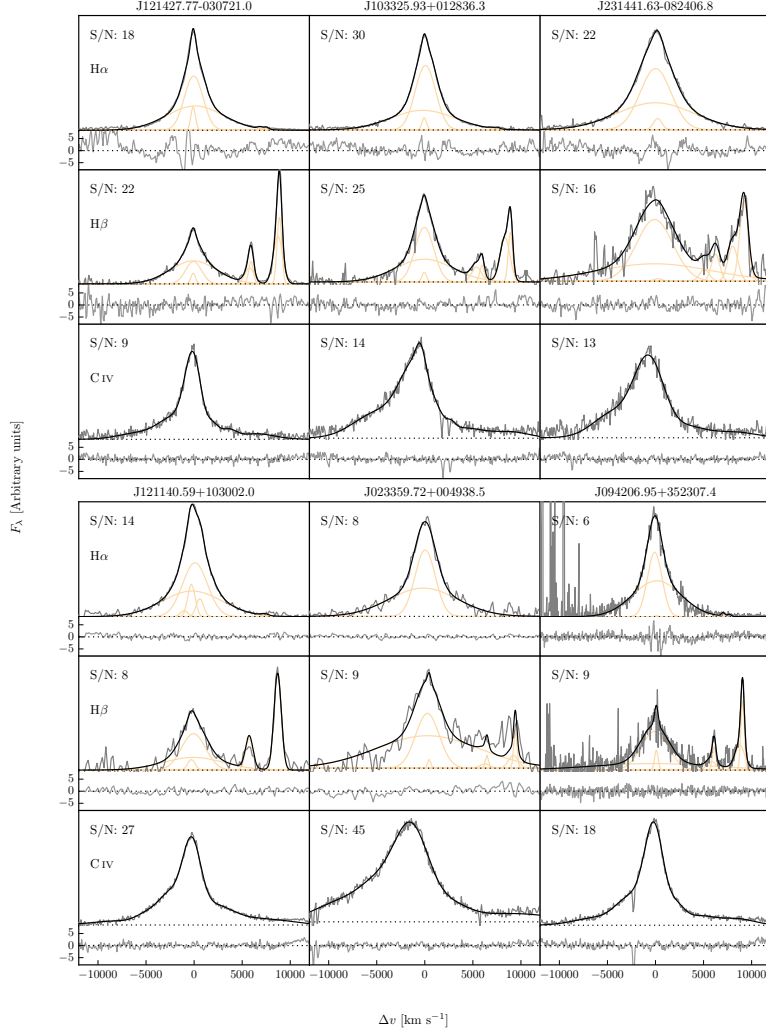 J121427.77-030721.0 J103325.93+012836.3 J231441.63-082406.8
S/N: 18 S/N: 30 S/N: 22
Hα
5
0
−5
S/N: 22 S/N: 25 S/N: 16
Hβ
5
0
−5
S/N: 9 S/N: 14 S/N: 13
C IV
5
0
−5
F_λ [Arbitrary units]
J121140.59+103002.0 J023359.72+004938.5 J094206.95+352307.4
S/N: 14 S/N: 8 S/N: 6
Hα
5
0
−5
S/N: 8 S/N: 9 S/N: 9
Hβ
5
0
−5
S/N: 27 S/N: 45 S/N: 18
C IV
5
0
−5
−10000 −5000 0 5000 10000 −10000 −5000 0 5000 10000 −10000 −5000 0 5000 10000
Δv [km s⁻¹]